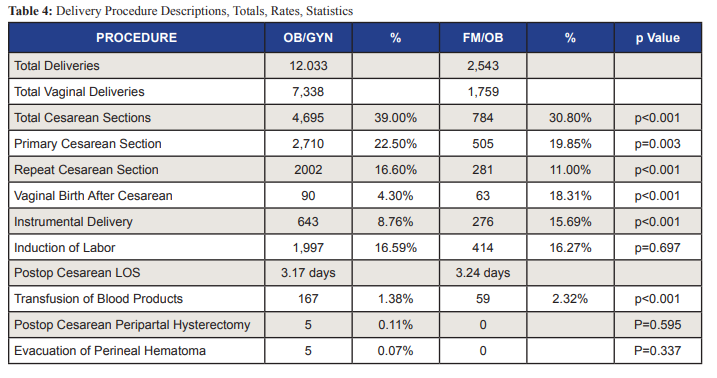 Table 4: Delivery Procedure Descriptions, Totals, Rates, Statistics
PROCEDURE OB/GYN % FM/OB % p Value
Total Deliveries 12.033 2,543
Total Vaginal Deliveries 7,338 1,759
Total Cesarean Sections 4,695 39.00% 784 30.80% p<0.001
Primary Cesarean Section 2,710 22.50% 505 19.85% p=0.003
Repeat Cesarean Section 2002 16.60% 281 11.00% p<0.001
Vaginal Birth After Cesarean 90 4.30% 63 18.31% p<0.001
Instrumental Delivery 643 8.76% 276 15.69% p<0.001
Induction of Labor 1,997 16.59% 414 16.27% p=0.697
Postop Cesarean LOS 3.17 days 3.24 days
Transfusion of Blood Products 167 1.38% 59 2.32% p<0.001
Postop Cesarean Peripartal Hysterectomy 5 0.11% 0 P=0.595
Evacuation of Perineal Hematoma 5 0.07% 0 P=0.337